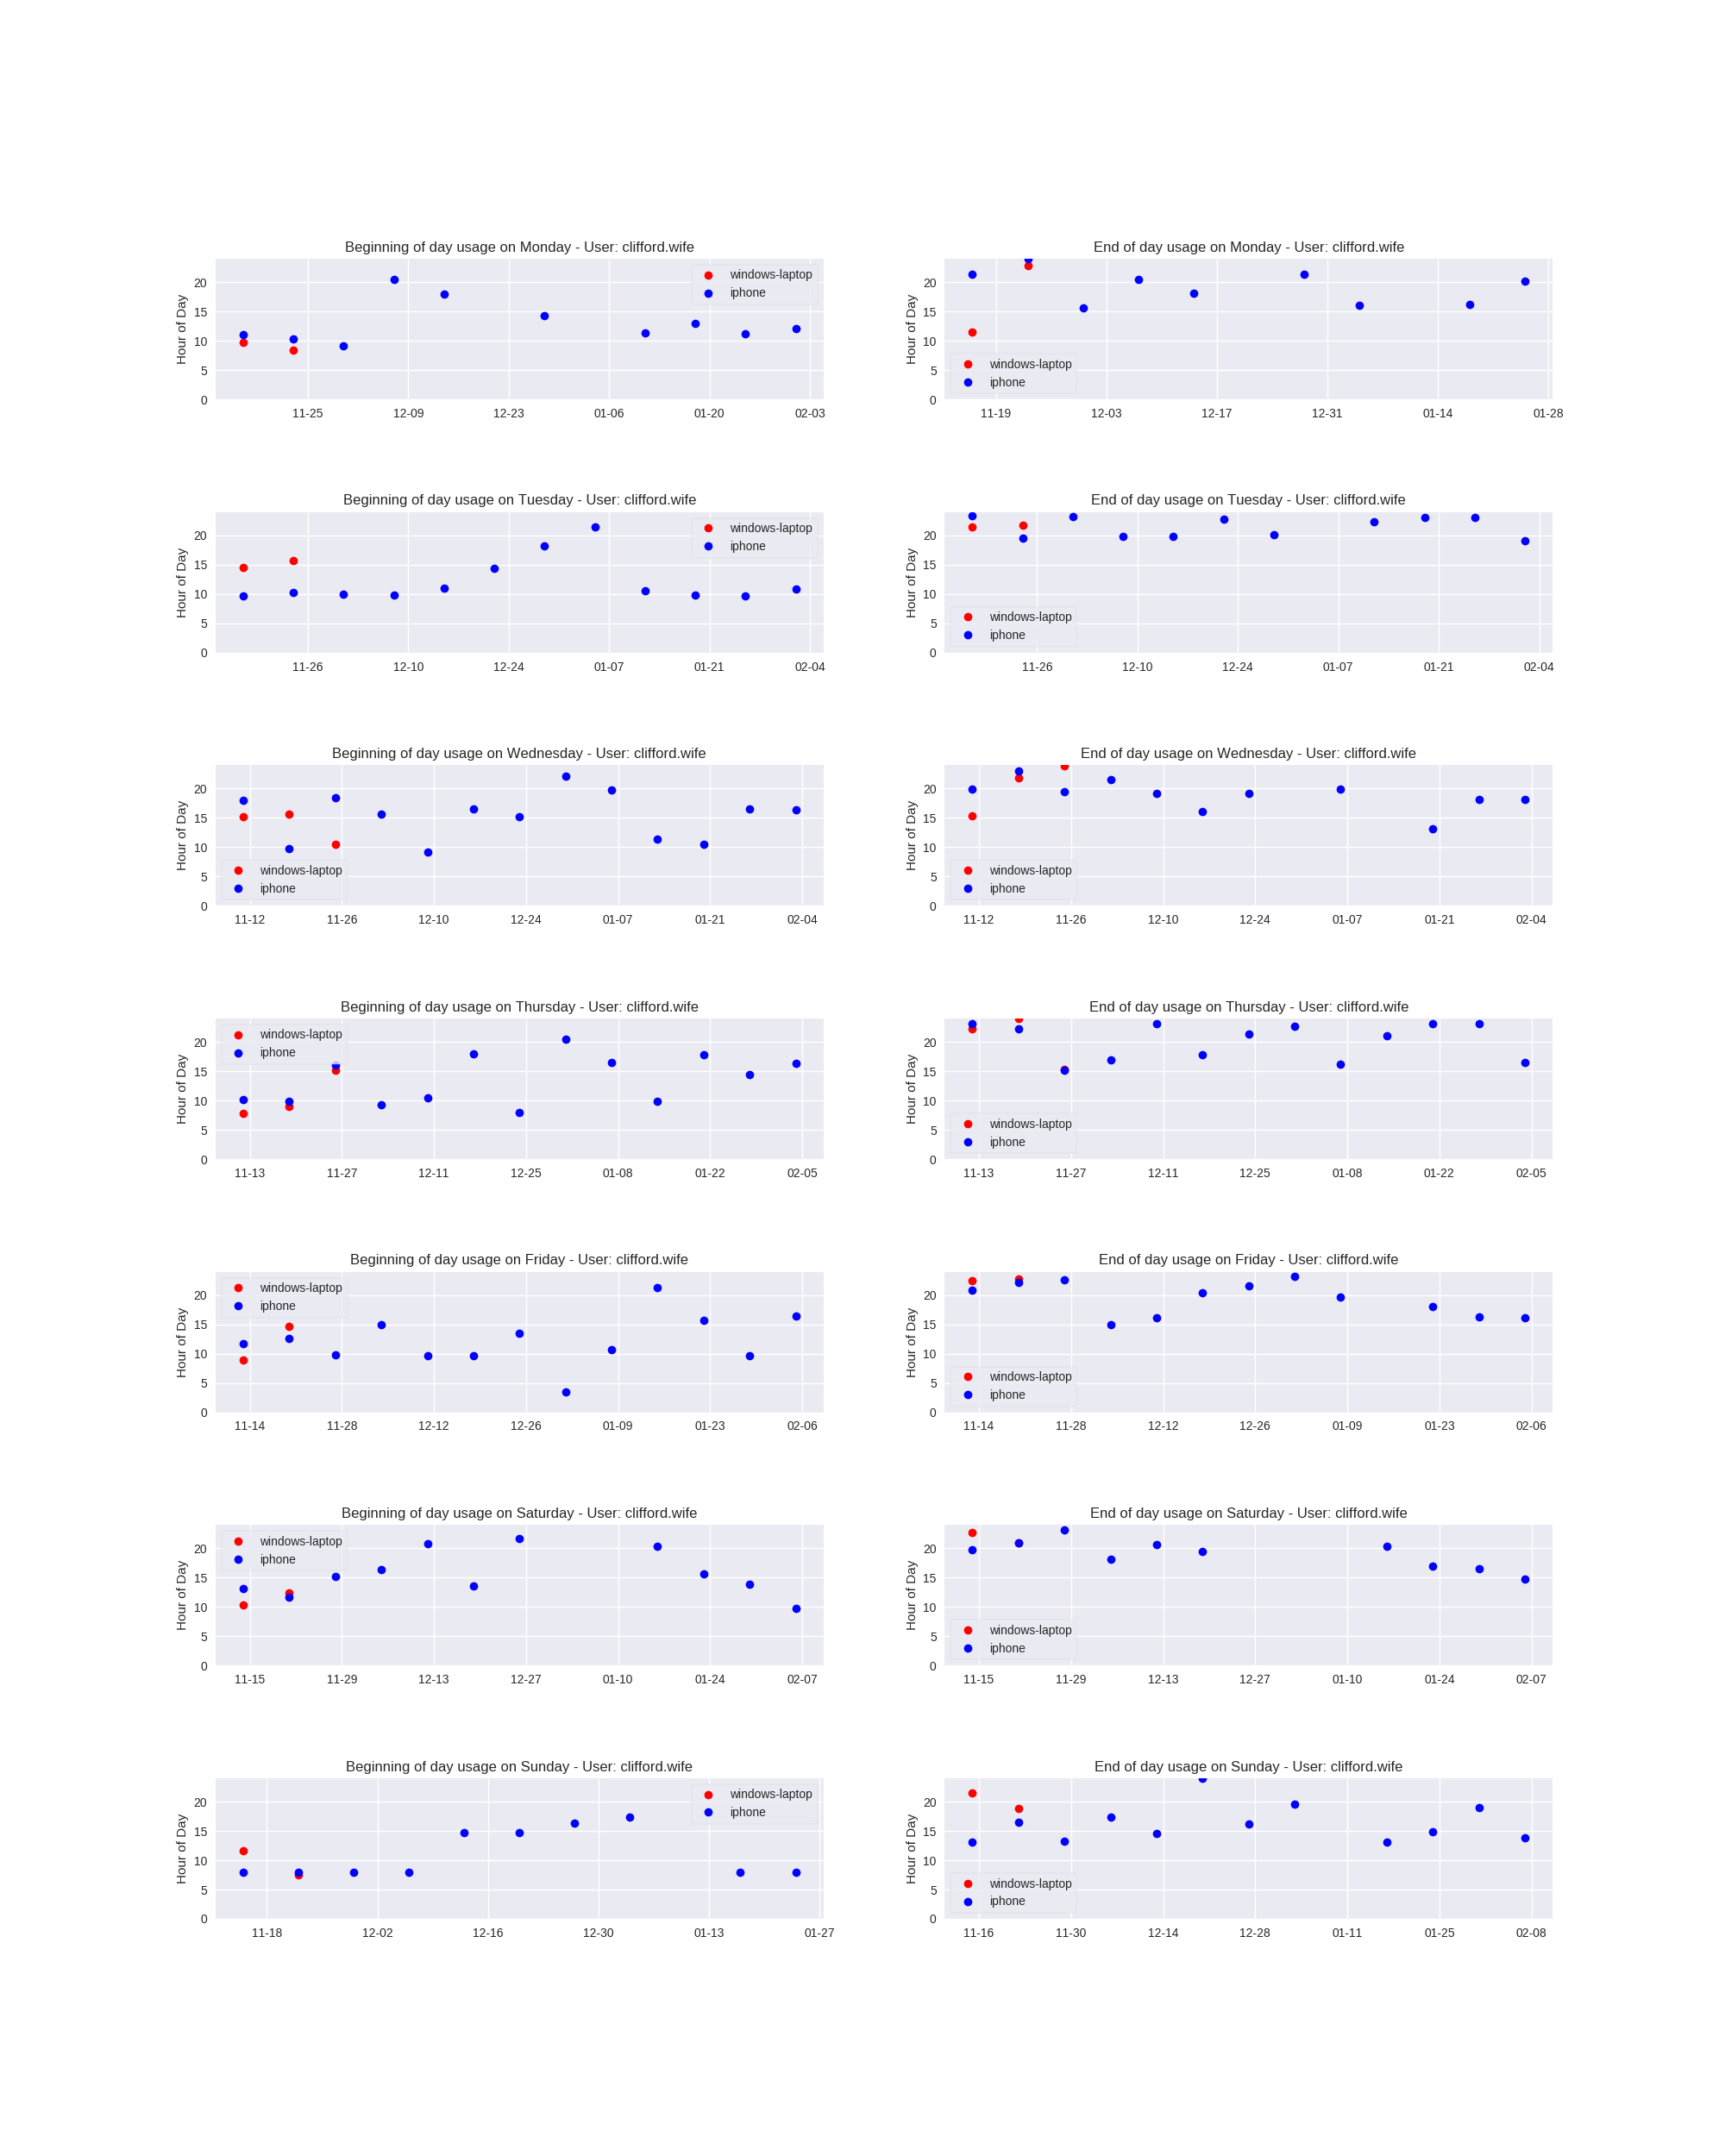 Beginning of day usage on Monday - User: clifford.wife
windows-laptop
iphone
Hour of Day
20
15
10
5
0
11-25 12-09 12-23 01-06 01-20 02-03
End of day usage on Monday - User: clifford.wife
windows-laptop
iphone
Hour of Day
20
15
10
5
0
11-19 12-03 12-17 12-31 01-14 01-28
Beginning of day usage on Tuesday - User: clifford.wife
windows-laptop
iphone
Hour of Day
20
15
10
5
0
11-26 12-10 12-24 01-07 01-21 02-04
End of day usage on Tuesday - User: clifford.wife
windows-laptop
iphone
Hour of Day
20
15
10
5
0
11-26 12-10 12-24 01-07 01-21 02-04
Beginning of day usage on Wednesday - User: clifford.wife
windows-laptop
iphone
Hour of Day
20
15
10
5
0
11-12 11-26 12-10 12-24 01-07 01-21 02-04
End of day usage on Wednesday - User: clifford.wife
windows-laptop
iphone
Hour of Day
20
15
10
5
0
11-12 11-26 12-10 12-24 01-07 01-21 02-04
Beginning of day usage on Thursday - User: clifford.wife
windows-laptop
iphone
Hour of Day
20
15
10
5
0
11-13 11-27 12-11 12-25 01-08 01-22 02-05
End of day usage on Thursday - User: clifford.wife
windows-laptop
iphone
Hour of Day
20
15
10
5
0
11-13 11-27 12-11 12-25 01-08 01-22 02-05
Beginning of day usage on Friday - User: clifford.wife
windows-laptop
iphone
Hour of Day
20
15
10
5
0
11-14 11-28 12-12 12-26 01-09 01-23 02-06
End of day usage on Friday - User: clifford.wife
windows-laptop
iphone
Hour of Day
20
15
10
5
0
11-14 11-28 12-12 12-26 01-09 01-23 02-06
Beginning of day usage on Saturday - User: clifford.wife
windows-laptop
iphone
Hour of Day
20
15
10
5
0
11-15 11-29 12-13 12-27 01-10 01-24 02-07
End of day usage on Saturday - User: clifford.wife
windows-laptop
iphone
Hour of Day
20
15
10
5
0
11-15 11-29 12-13 12-27 01-10 01-24 02-07
Beginning of day usage on Sunday - User: clifford.wife
windows-laptop
iphone
Hour of Day
20
15
10
5
0
11-18 12-02 12-16 12-30 01-13 01-27
End of day usage on Sunday - User: clifford.wife
windows-laptop
iphone
Hour of Day
20
15
10
5
0
11-16 11-30 12-14 12-28 01-11 01-25 02-08